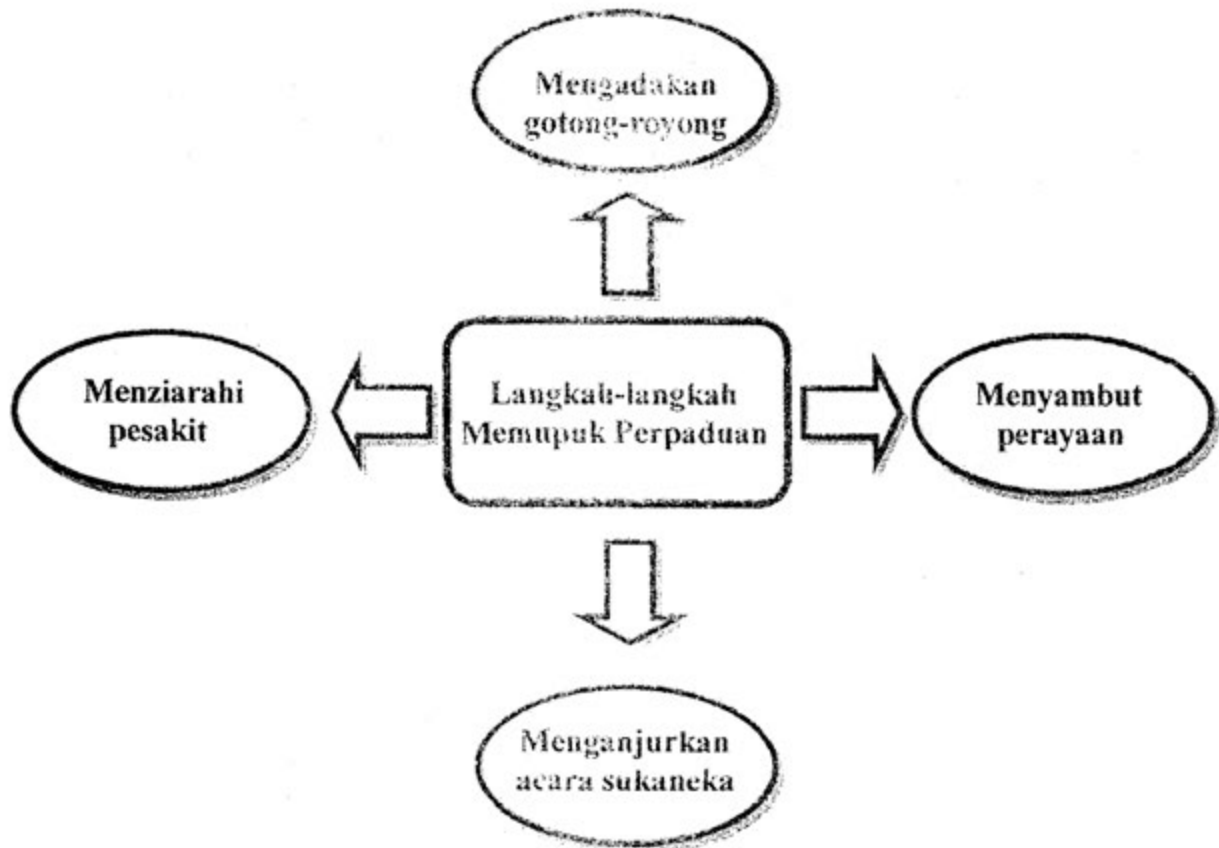 Mengadakan
gotong-royong
Menziarahi
pesakit
Langkah-langkah
Memupuk Perpaduan
Menyambut
perayaan
Menganjurkan
acara sukaneka